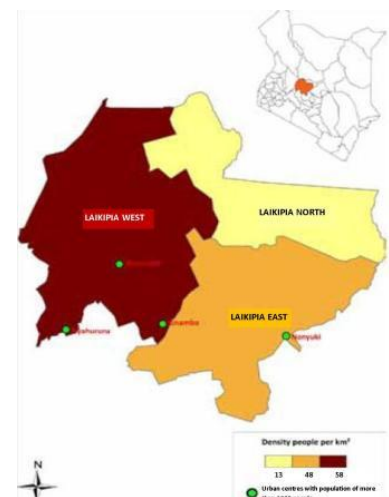 LAIKIPIA WEST
LAIKIPIA NORTH
LAIKIPIA EAST
Nanyuki
N
Density people per km²
13 48 58
Urban centres with population of more